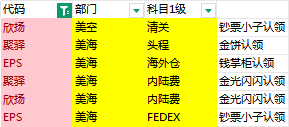 代码 部门 科目1级
欣扬 美空 清关 钞票小子认领
聚驿 美海 头程 金饼认领
EPS 美海 海外仓 钱掌柜认领
聚驿 美海 内陆费 金光闪闪认领
欣扬 美海 内陆费 金光闪闪认领
EPS 美海 FEDEX 钞票小子认领